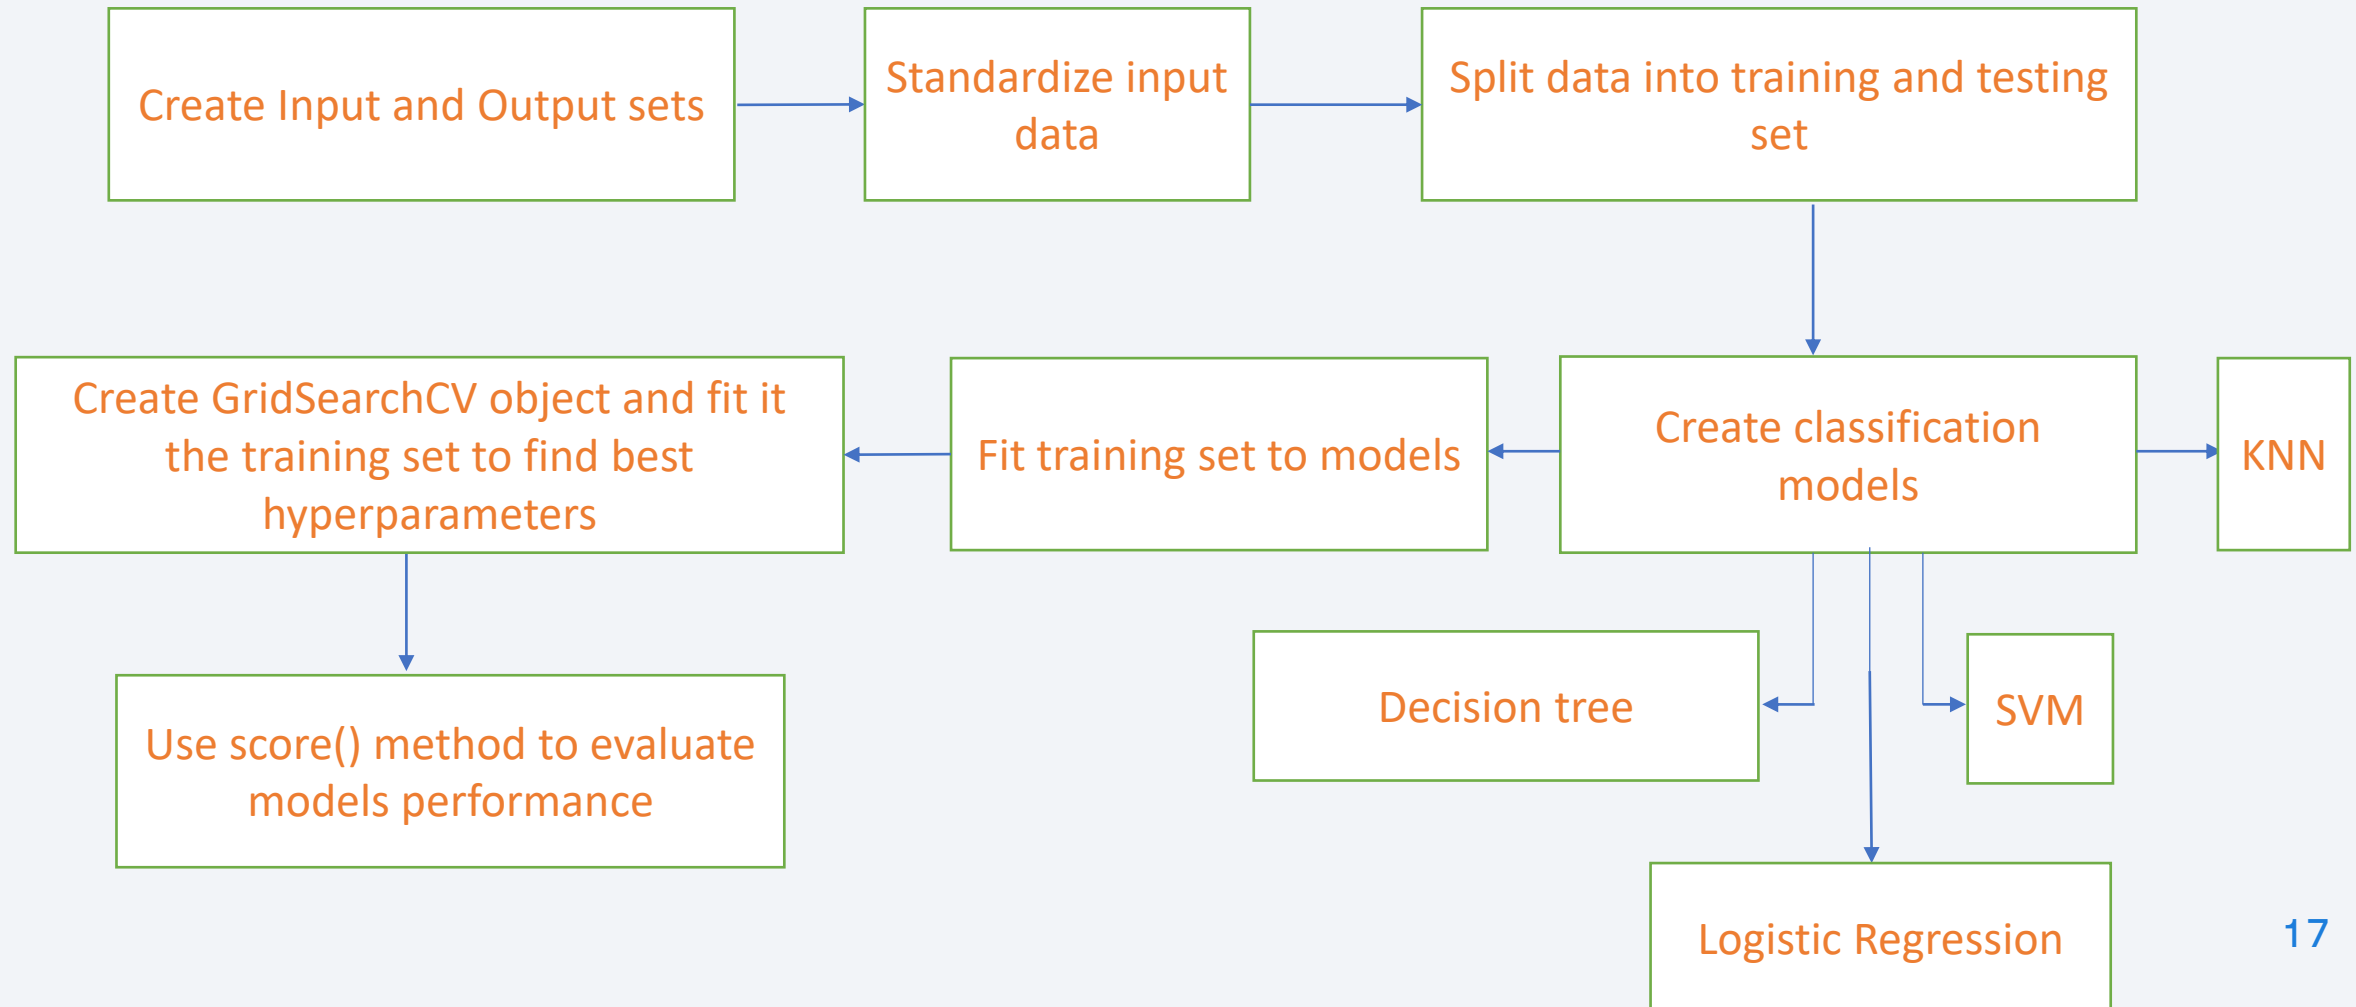 Create Input and Output sets
Standardize input
data
Split data into training and testing
set
Create GridSearchCV object and fit it
the training set to find best
hyperparameters
Fit training set to models
Create classification
models
KNN
Use score() method to evaluate
models performance
Decision tree
SVM
Logistic Regression
17